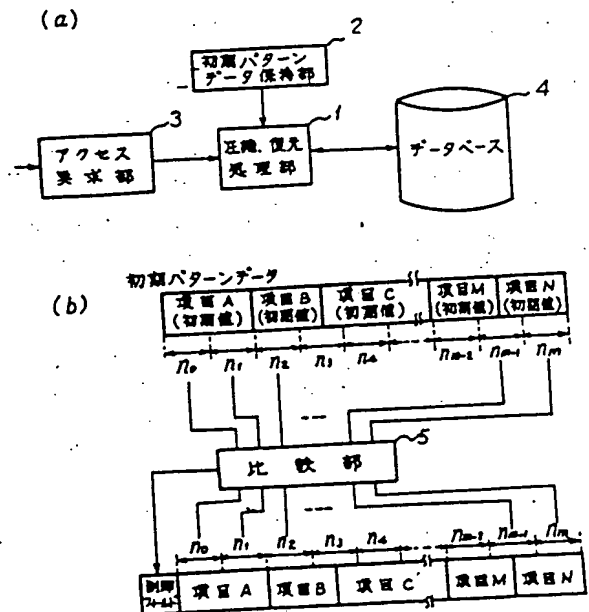 (a)
2
初期パターン
データ保持部
3
アクセス
要求部
1
圧縮、復元
処理部
4
データベース
初期パターンデータ
(b)
項目A 項目B 項目C 項目M 項目N
(初期値) (初期値) (初期値) (初期値) (初期値)
n₀ n₁ n₂ n₃ n₄ nm-2 nm-1 nm
5
比較部
n₀ n₁ n₂ n₃ n₄ nm-2 nm-1 nm
制御
フィールド
項目A 項目B 項目C 項目M 項目N